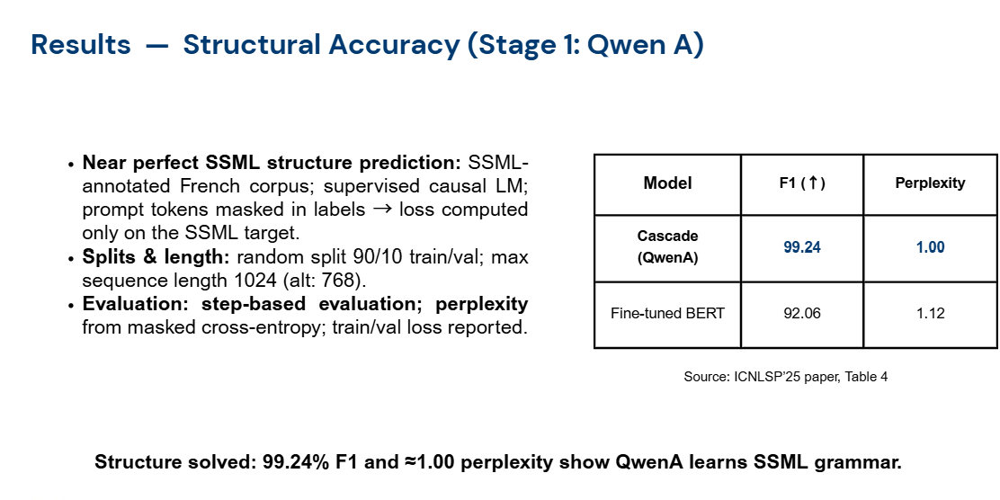 Results — Structural Accuracy (Stage 1: Qwen A)
• Near perfect SSML structure prediction: SSML-
annotated French corpus; supervised causal LM;
prompt tokens masked in labels → loss computed
only on the SSML target.
• Splits & length: random split 90/10 train/val; max
sequence length 1024 (alt: 768).
• Evaluation: step-based evaluation; perplexity
from masked cross-entropy; train/val loss reported.
Model F1 (↑) Perplexity
Cascade
(QwenA) 99.24 1.00
Fine-tuned BERT 92.06 1.12
Source: ICNLSP'25 paper, Table 4
Structure solved: 99.24% F1 and ≈1.00 perplexity show QwenA learns SSML grammar.